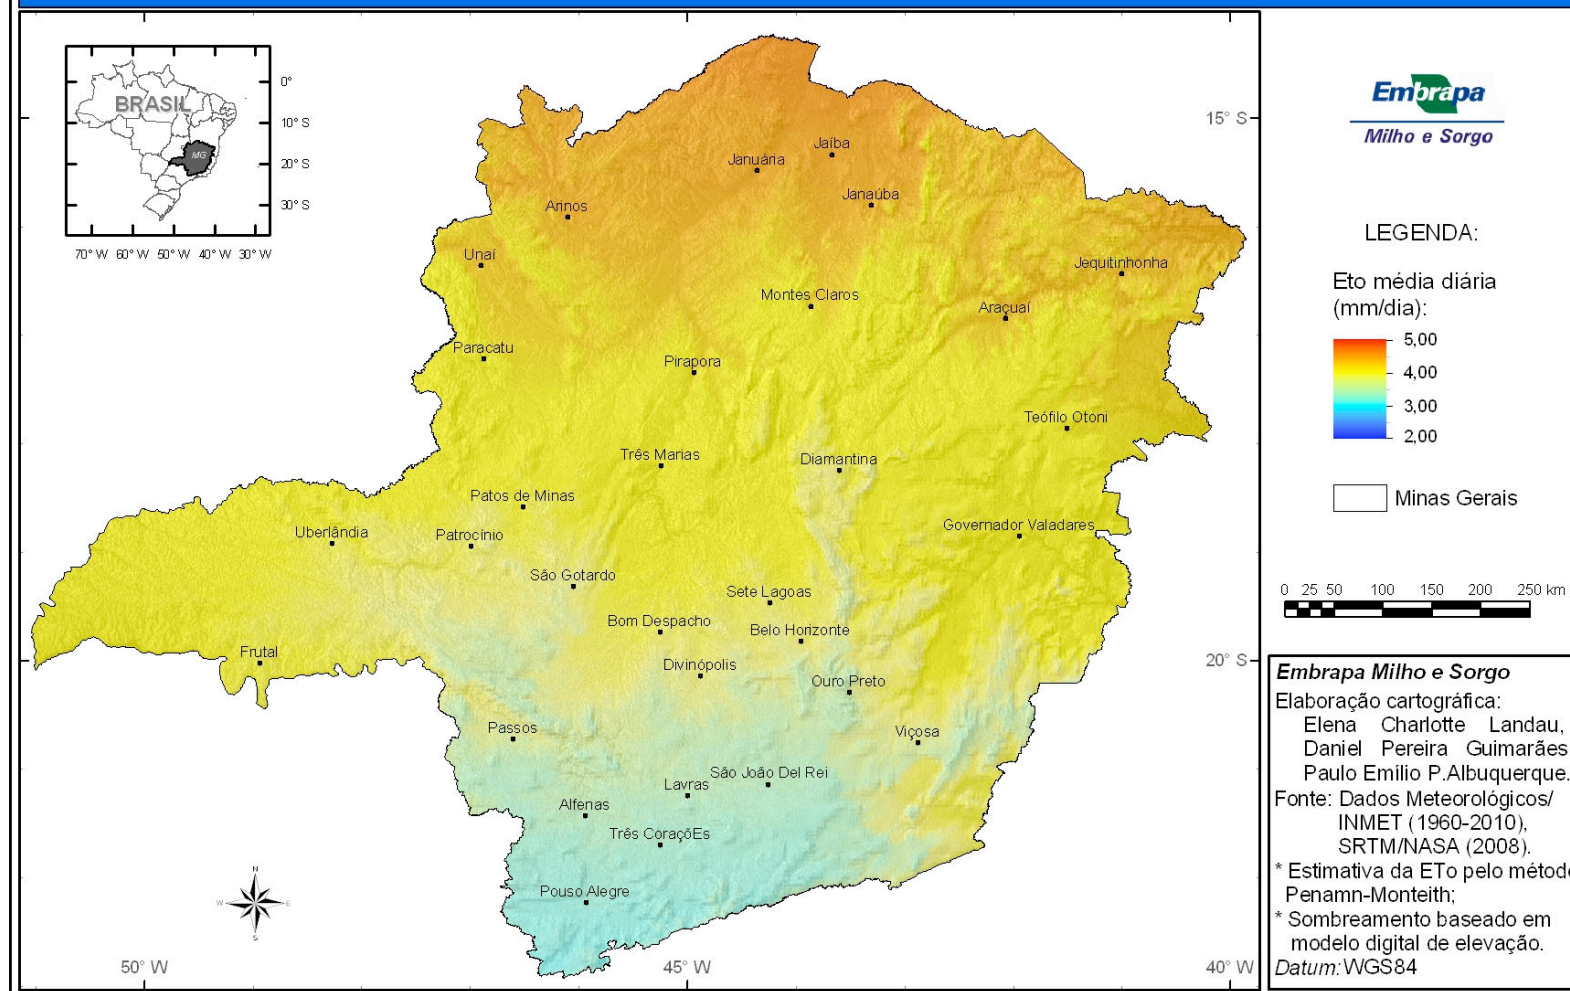 BRASIL
MG
0°
10° S
20° S
30° S
70° W 60° W 50° W 40° W 30° W
15° S
20° S
50° W
45° W
40° W
Jaíba
Januária
Janaúba
Arinos
Unaí
Jequitinhonha
Montes Claros
Araçuaí
Paracatu
Pirapora
Teófilo Otoni
Três Marias
Diamantina
Patos de Minas
Uberlândia
Patrocínio
Governador Valadares
São Gotardo
Sete Lagoas
Bom Despacho
Belo Horizonte
Frutal
Divinópolis
Ouro Preto
Passos
Viçosa
São João Del Rei
Lavras
Alfenas
Três CoraçõEs
Pouso Alegre
N
W E
S
Embrapa
Milho e Sorgo
LEGENDA:
Eto média diária
(mm/dia):
5,00
4,00
3,00
2,00
Minas Gerais
0 25 50 100 150 200 250 km
Embrapa Milho e Sorgo
Elaboração cartográfica:
Elena Charlotte Landau,
Daniel Pereira Guimarães
Paulo Emílio P.Albuquerque.
Fonte: Dados Meteorológicos/
INMET (1960-2010),
SRTM/NASA (2008).
* Estimativa da ETo pelo método
Penamn-Monteith;
* Sombreamento baseado em
modelo digital de elevação.
Datum:WGS84